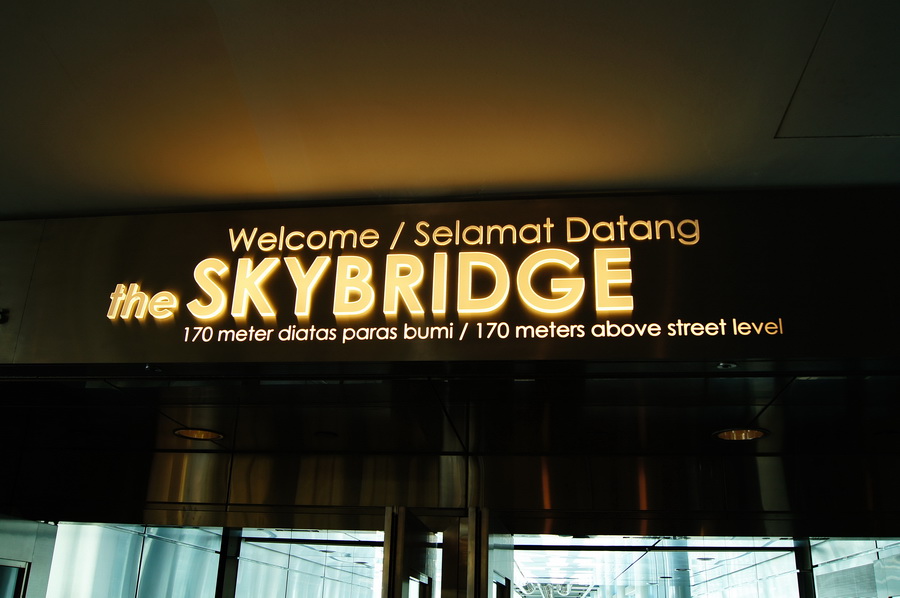 Welcome / Selamat Datang
the SKYBRIDGE
170 meter diatas paras bumi / 170 meters above street level